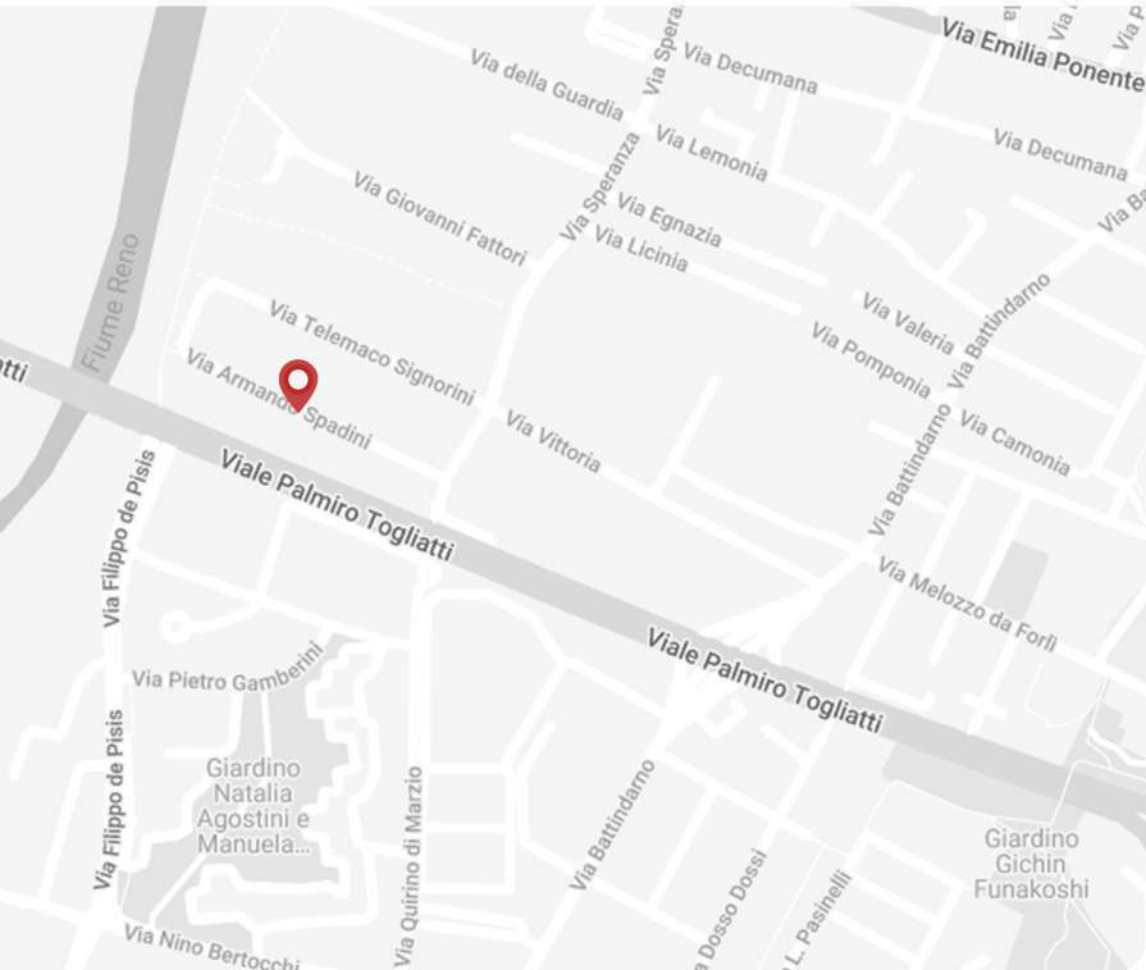 Via Emilia Ponente
Via Spera
Via Decumana
Via della Guardia
Via Lemonia
Via Decumana
Via Speranza
Via Giovanni Fattori
Via Egnazia
Via Licinia
Via Ba
Fiume Reno
Via Telemaco Signorini
Via Valeria
Via Battindarno
Via Pomponia
atti
Via Armando Spadini
Via Vittoria
Via Camonia
Via Battindarno
Viale Palmiro Togliatti
Via Filippo de Pisis
Via Melozzo da Forlì
Viale Palmiro Togliatti
Via Pietro Gamberini
Via Filippo de Pisis
Giardino
Natalia
Agostini e
Manuela...
Via Quirino di Marzio
Via Battindarno
a Dosso Dossi
L. Pasinelli
Giardino
Gichin
Funakoshi
Via Nino Bertocchi